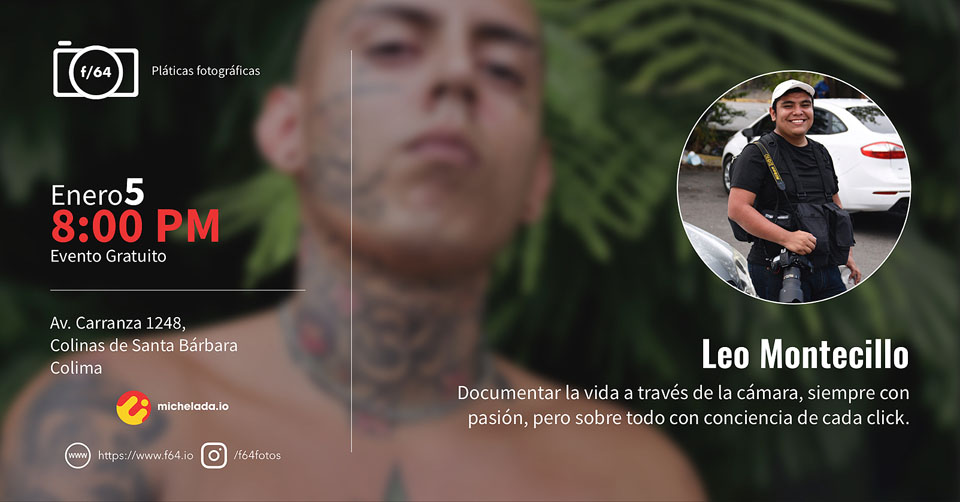 f/64
Pláticas fotográficas
Enero5
8:00 PM
Evento Gratuito
Av. Carranza 1248,
Colinas de Santa Bárbara
Colima
michelada.io
www https://www.f64.io /f64fotos
Leo Montecillo
Documentar la vida a través de la cámara, siempre con
pasión, pero sobre todo con conciencia de cada click.